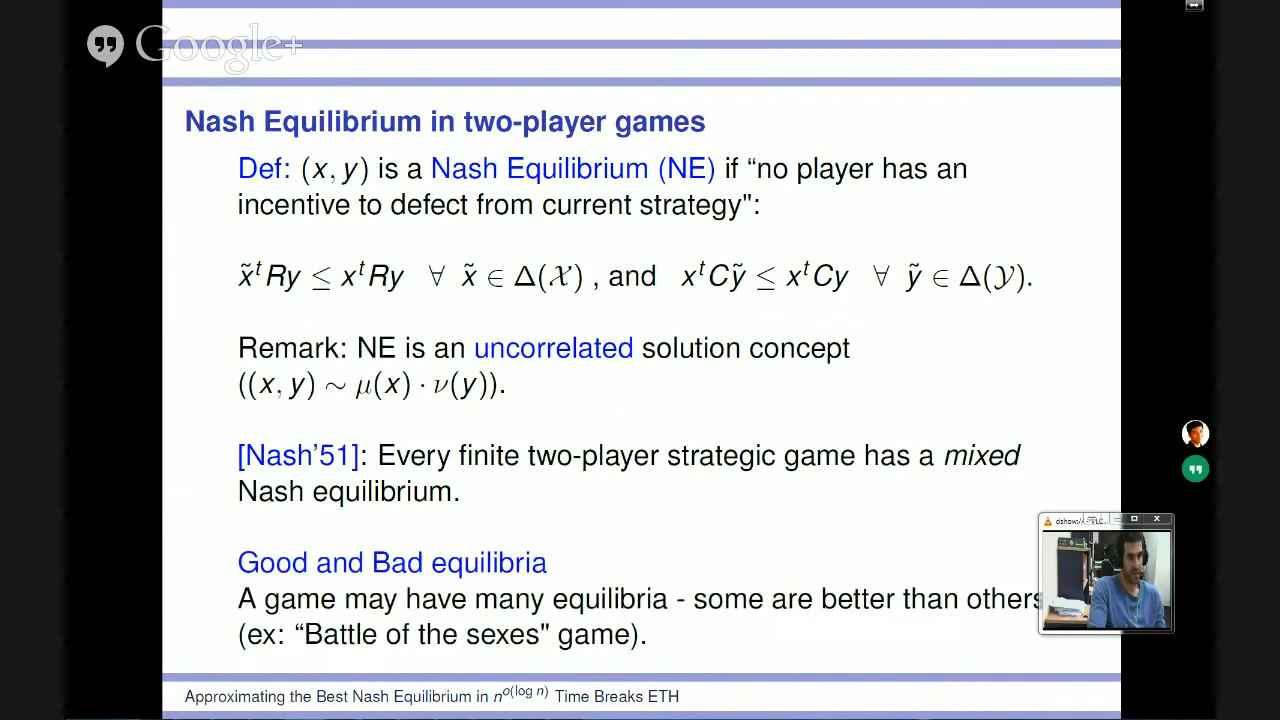 Google+
Nash Equilibrium in two-player games
Def: (x, y) is a Nash Equilibrium (NE) if “no player has an
incentive to defect from current strategy":
x̃ᵗRy ≤ xᵗRy ∀ x̃ ∈ Δ(𝒳) , and xᵗCỹ ≤ xᵗCy ∀ ỹ ∈ Δ(𝒴).
Remark: NE is an uncorrelated solution concept
((x, y) ∼ μ(x) · ν(y)).
[Nash'51]: Every finite two-player strategic game has a mixed
Nash equilibrium.
Good and Bad equilibria
A game may have many equilibria - some are better than others
(ex: “Battle of the sexes" game).
Approximating the Best Nash Equilibrium in n^o(log n) Time Breaks ETH